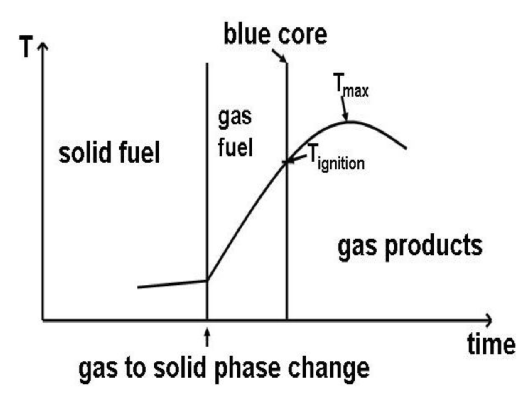 blue core
T
Tmax
gas
fuel
solid fuel
Tignition
gas products
time
gas to solid phase change